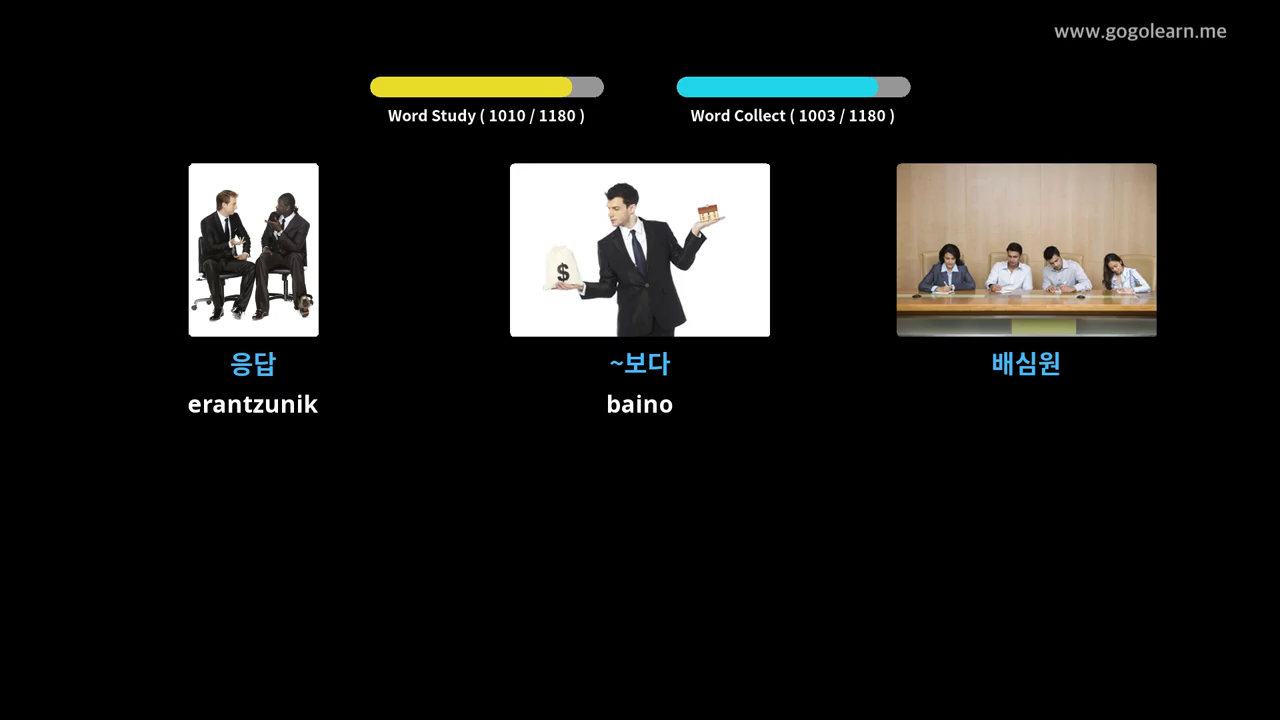 www.gogolearn.me
Word Study ( 1010 / 1180 )
Word Collect ( 1003 / 1180 )
$
응답
~보다
배심원
erantzunik
baino